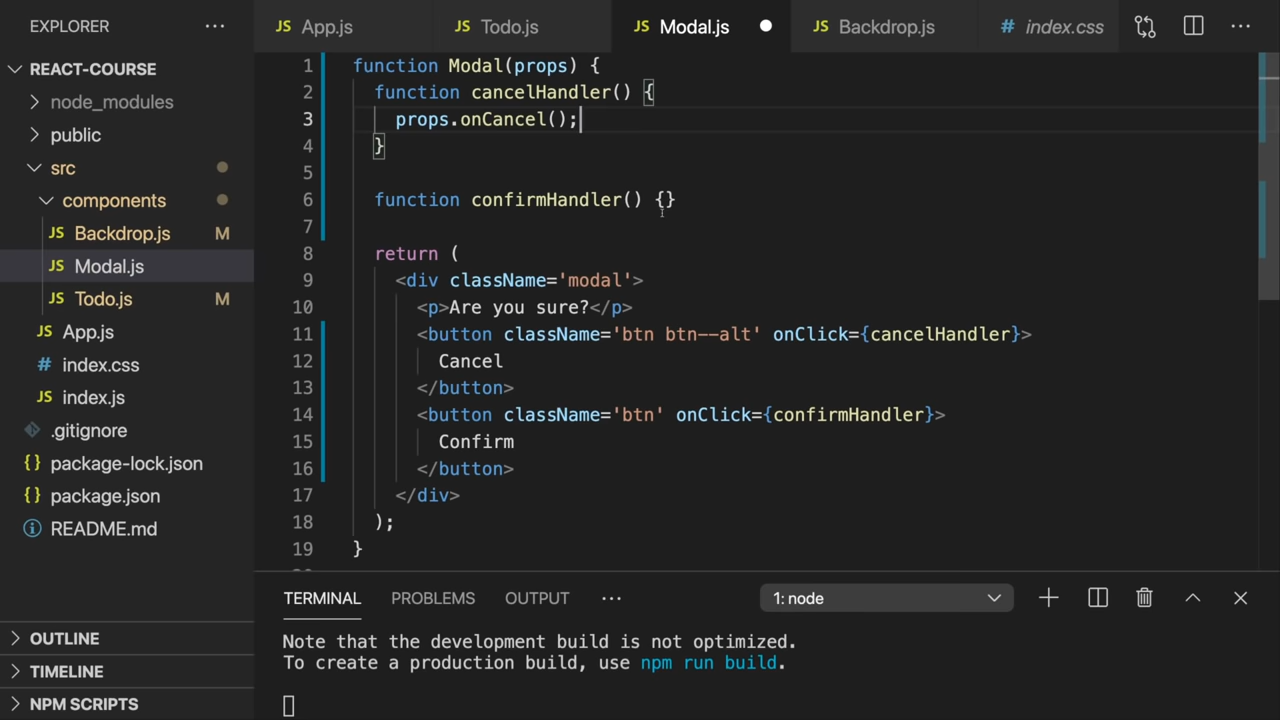 EXPLORER ···
JS App.js
JS Todo.js
JS Modal.js
JS Backdrop.js
# index.css
REACT-COURSE
node_modules
public
src
components
JS Backdrop.js M
JS Modal.js
JS Todo.js M
JS App.js
# index.css
JS index.js
.gitignore
{} package-lock.json
{} package.json
README.md
OUTLINE
TIMELINE
NPM SCRIPTS
1 function Modal(props) {
2 function cancelHandler() {
3 props.onCancel();
4 }
5
6 function confirmHandler() {}
7
8 return (
9 <div className='modal'>
10 <p>Are you sure?</p>
11 <button className='btn btn--alt' onClick={cancelHandler}>
12 Cancel
13 </button>
14 <button className='btn' onClick={confirmHandler}>
15 Confirm
16 </button>
17 </div>
18 );
19 }
TERMINAL PROBLEMS OUTPUT ··· 1: node
Note that the development build is not optimized.
To create a production build, use npm run build.